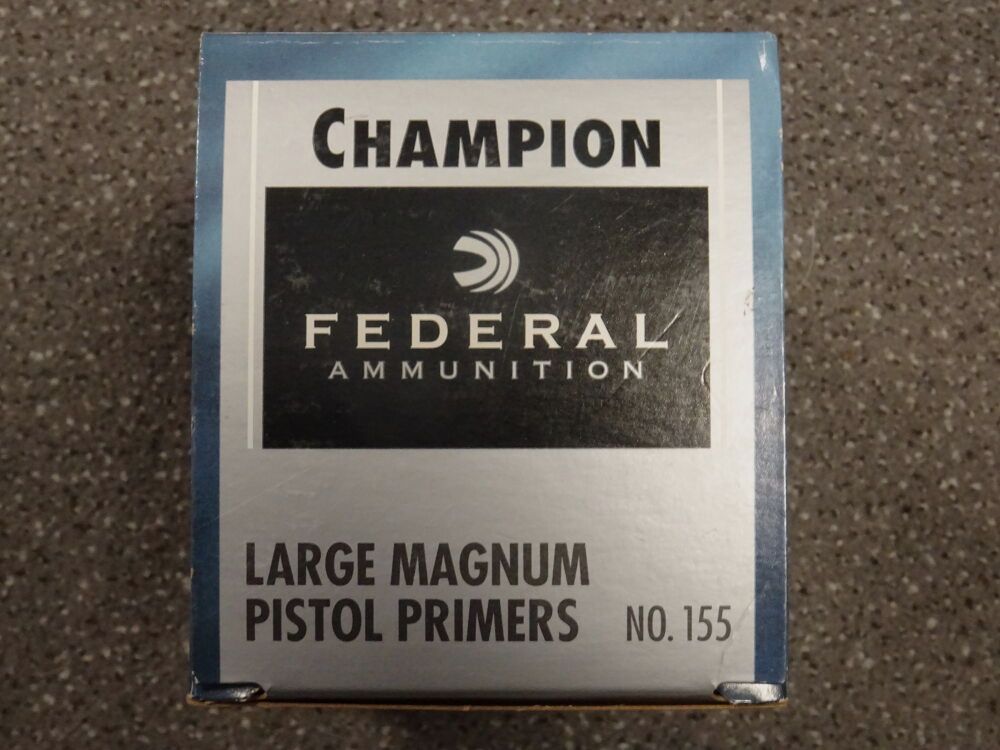 CHAMPION
FEDERAL
AMMUNITION
LARGE MAGNUM
PISTOL PRIMERS NO. 155